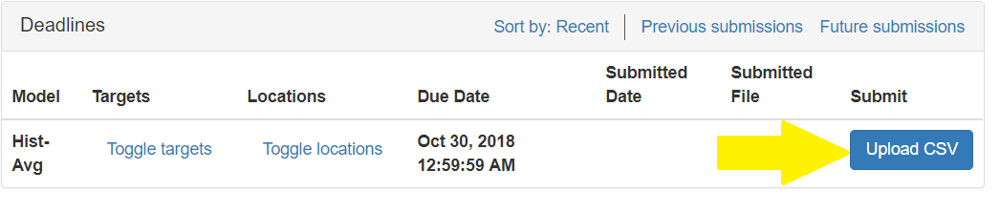 Deadlines Sort by: Recent Previous submissions Future submissions
Model Targets Locations Due Date Submitted Date Submitted File Submit
Hist-Avg Toggle targets Toggle locations Oct 30, 2018 12:59:59 AM Upload CSV